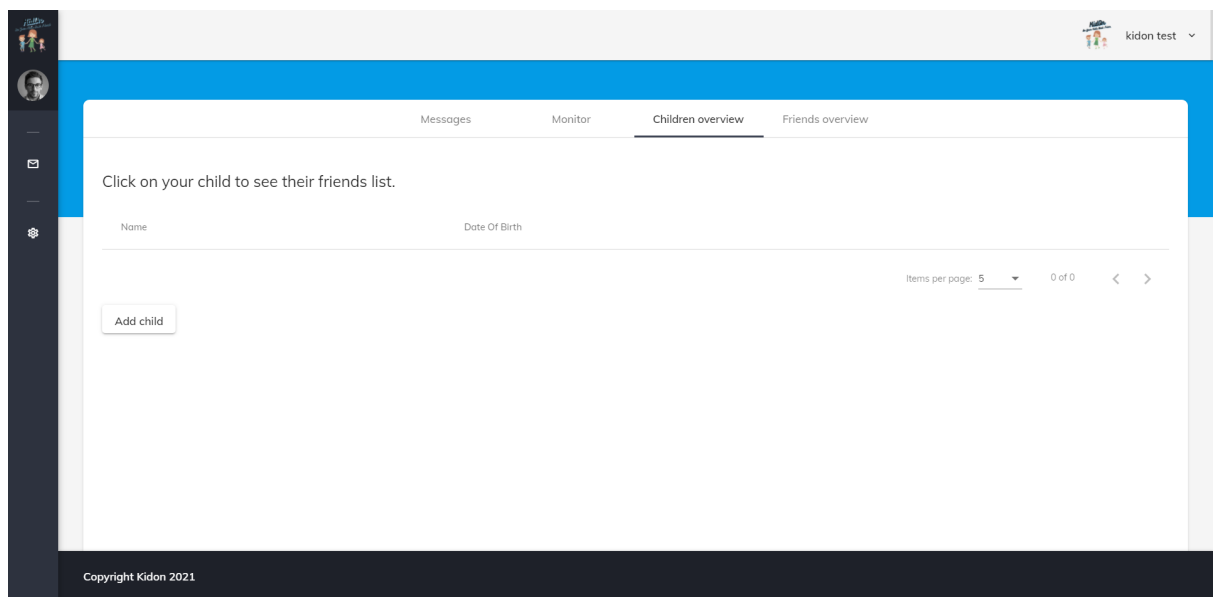 kidon test
Messages Monitor Children overview Friends overview
Click on your child to see their friends list.
Name Date Of Birth
Items per page: 5 0 of 0
Add child
Copyright Kidon 2021